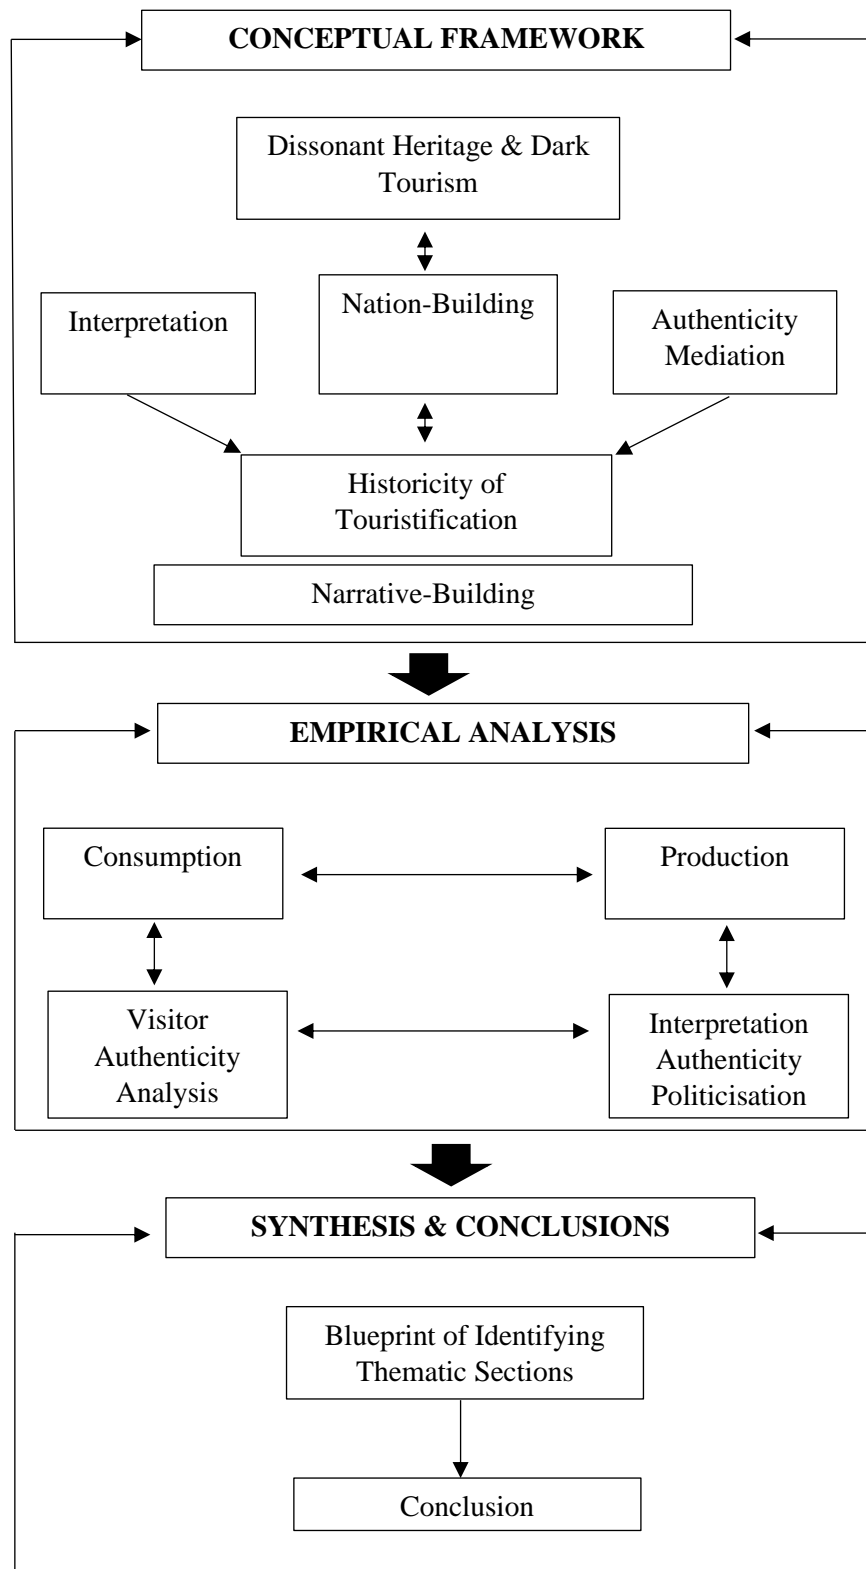 CONCEPTUAL FRAMEWORK
Dissonant Heritage & Dark
Tourism
Interpretation
Nation-Building
Authenticity
Mediation
Historicity of
Touristification
Narrative-Building
EMPIRICAL ANALYSIS
Consumption
Production
Visitor
Authenticity
Analysis
Interpretation
Authenticity
Politicisation
SYNTHESIS & CONCLUSIONS
Blueprint of Identifying
Thematic Sections
Conclusion